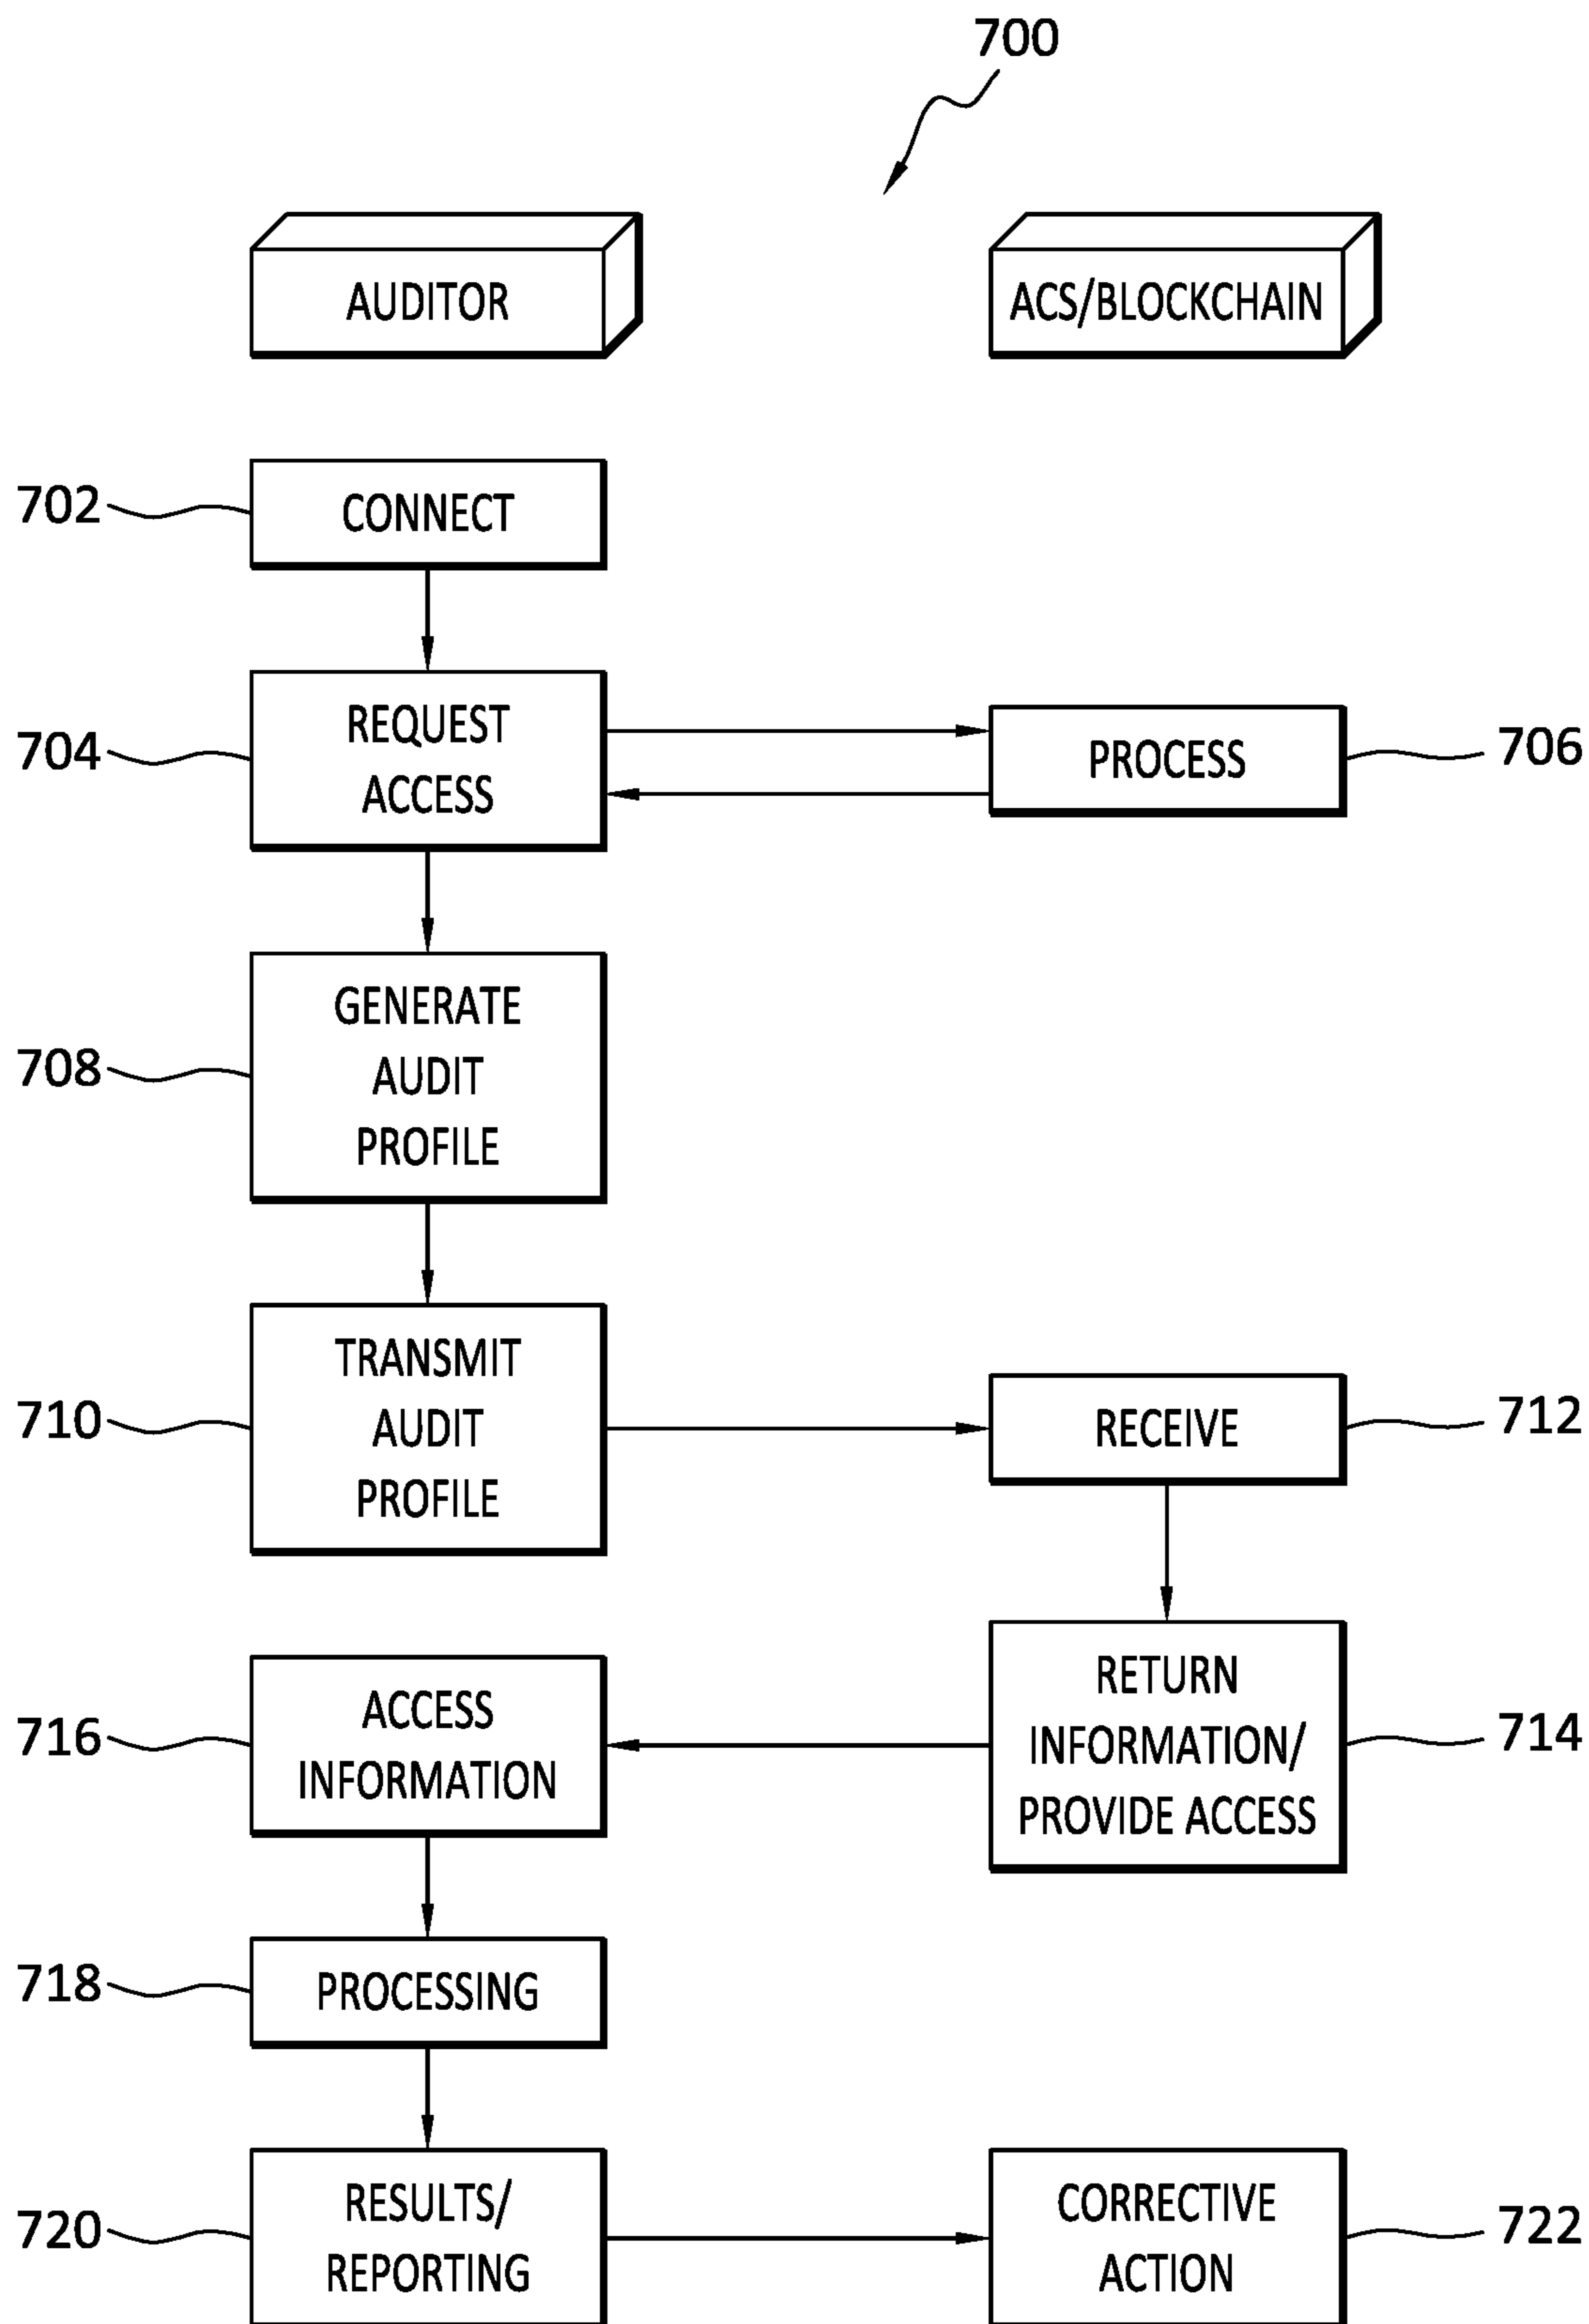 700
AUDITOR
ACS/BLOCKCHAIN
702
CONNECT
704
REQUEST
ACCESS
PROCESS
706
708
GENERATE
AUDIT
PROFILE
710
TRANSMIT
AUDIT
PROFILE
RECEIVE
712
RETURN
INFORMATION/
PROVIDE ACCESS
714
716
ACCESS
INFORMATION
718
PROCESSING
720
RESULTS/
REPORTING
CORRECTIVE
ACTION
722